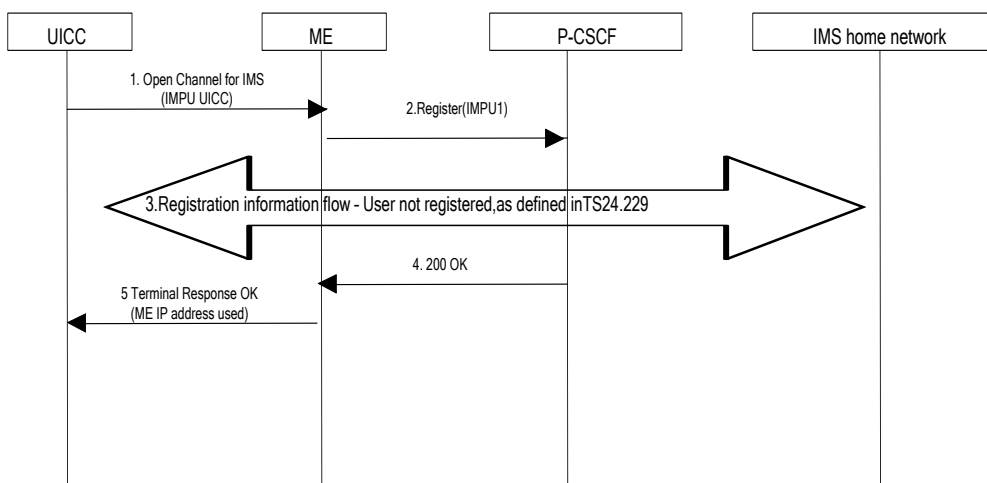 UICC
ME
P-CSCF
IMS home network
1. Open Channel for IMS
(IMPU UICC)
2.Register(IMPU1)
3.Registration information flow - User not registered,as defined inTS24.229
4. 200 OK
5 Terminal Response OK
(ME IP address used)